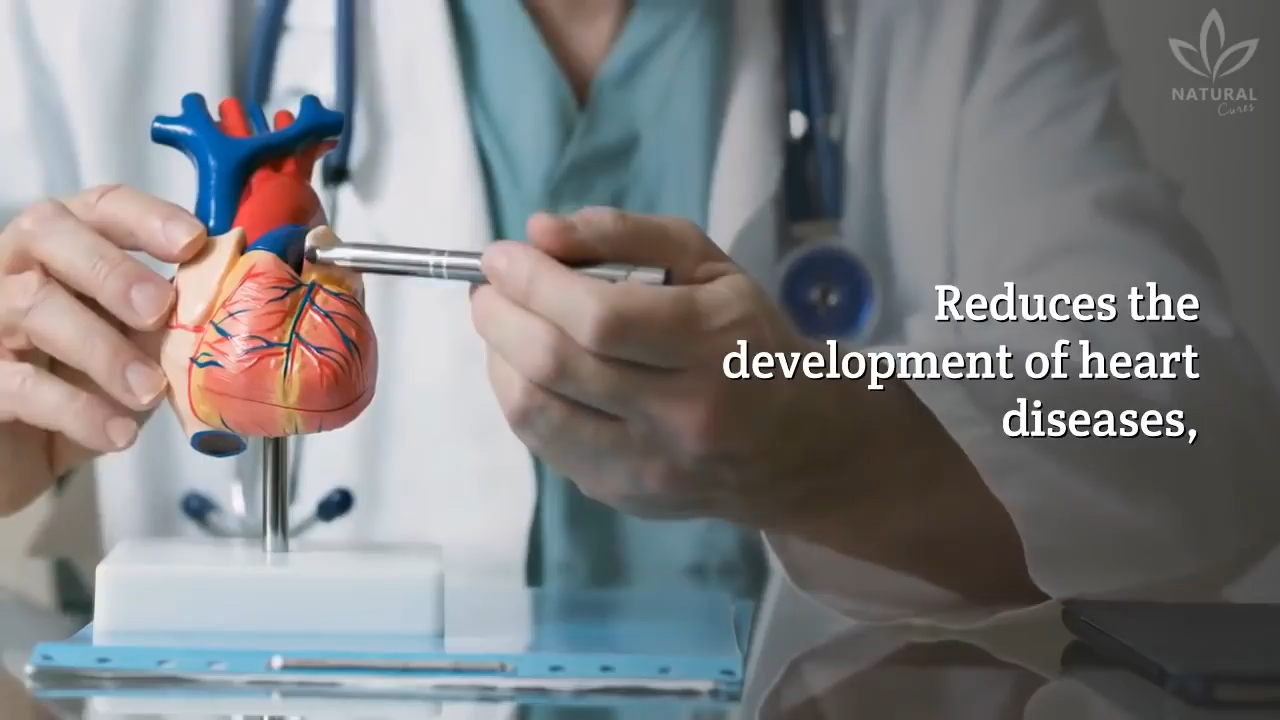 NATURAL
Cures
Reduces the
development of heart
diseases,